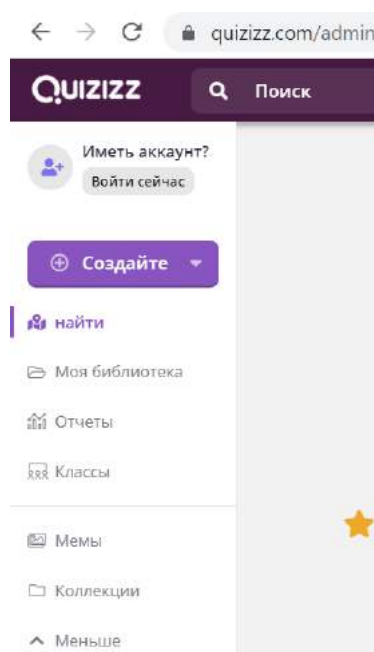 quizizz.com/admin
QUIZIZZ
Поиск
Иметь аккаунт?
Войти сейчас
Создайте
найти
Моя библиотека
Отчеты
Классы
Мемы
Коллекции
Меньше